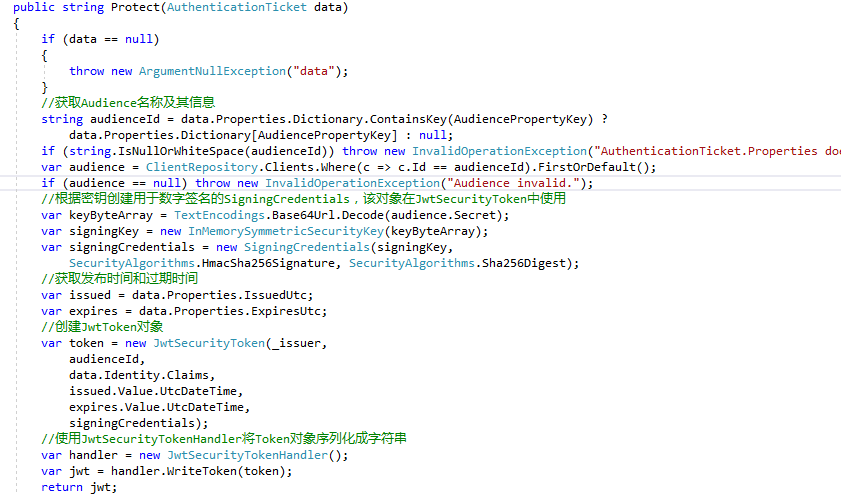 public string Protect(AuthenticationTicket data)
{
    if (data == null)
    {
        throw new ArgumentNullException("data");
    }
    //获取Audience名称及其信息
    string audienceId = data.Properties.Dictionary.ContainsKey(AudiencePropertyKey) ?
        data.Properties.Dictionary[AudiencePropertyKey] : null;
    if (string.IsNullOrWhiteSpace(audienceId)) throw new InvalidOperationException("AuthenticationTicket.Properties doe
    var audience = ClientRepository.Clients.Where(c => c.Id == audienceId).FirstOrDefault();
    if (audience == null) throw new InvalidOperationException("Audience invalid.");
    //根据密钥创建用于数字签名的SigningCredentials，该对象在JwtSecurityToken中使用
    var keyByteArray = TextEncodings.Base64Url.Decode(audience.Secret);
    var signingKey = new InMemorySymmetricSecurityKey(keyByteArray);
    var signingCredentials = new SigningCredentials(signingKey,
        SecurityAlgorithms.HmacSha256Signature, SecurityAlgorithms.Sha256Digest);
    //获取发布时间和过期时间
    var issued = data.Properties.IssuedUtc;
    var expires = data.Properties.ExpiresUtc;
    //创建JwtToken对象
    var token = new JwtSecurityToken(_issuer,
        audienceId,
        data.Identity.Claims,
        issued.Value.UtcDateTime,
        expires.Value.UtcDateTime,
        signingCredentials);
    //使用JwtSecurityTokenHandler将Token对象序列化成字符串
    var handler = new JwtSecurityTokenHandler();
    var jwt = handler.WriteToken(token);
    return jwt;